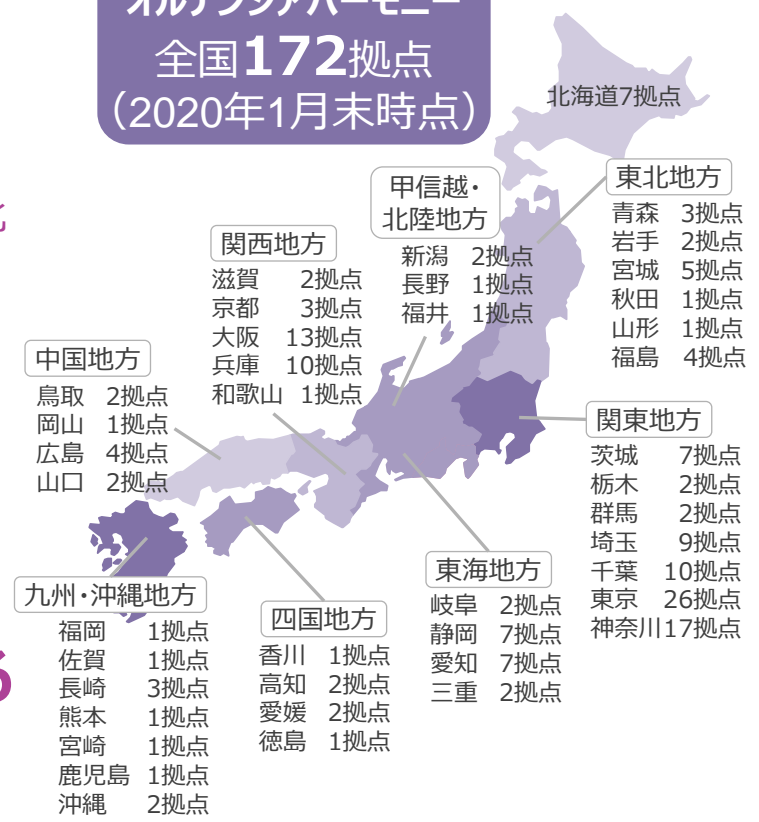 オルテンシアハーモニー
全国172拠点
（2020年1月末時点）
北海道7拠点
東北地方
青森 3拠点
岩手 2拠点
宮城 5拠点
秋田 1拠点
山形 1拠点
福島 4拠点
甲信越・
北陸地方
新潟 2拠点
長野 1拠点
福井 1拠点
関西地方
滋賀 2拠点
京都 3拠点
大阪 13拠点
兵庫 10拠点
和歌山 1拠点
中国地方
鳥取 2拠点
岡山 1拠点
広島 4拠点
山口 2拠点
関東地方
茨城 7拠点
栃木 2拠点
群馬 2拠点
埼玉 9拠点
千葉 10拠点
東京 26拠点
神奈川17拠点
東海地方
岐阜 2拠点
静岡 7拠点
愛知 7拠点
三重 2拠点
四国地方
香川 1拠点
高知 2拠点
愛媛 2拠点
徳島 1拠点
九州・沖縄地方
福岡 1拠点
佐賀 1拠点
長崎 3拠点
熊本 1拠点
宮崎 1拠点
鹿児島 1拠点
沖縄 2拠点